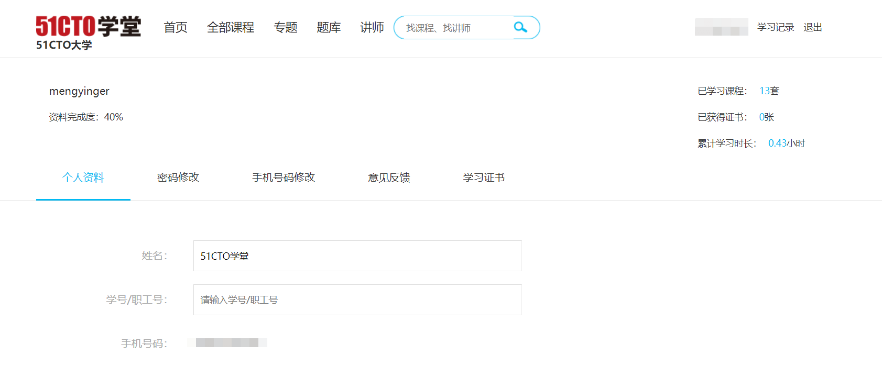 51CTO学堂 首页 全部课程 专题 题库 讲师 找课程、找讲师 学习记录 退出
51CTO大学
mengyinger 已学习课程： 13套
资料完成度：40% 已获得证书： 0张
累计学习时长： 0.43小时
个人资料 密码修改 手机号码修改 意见反馈 学习证书
姓名： 51CTO学堂
学号/职工号： 请输入学号/职工号
手机号码：